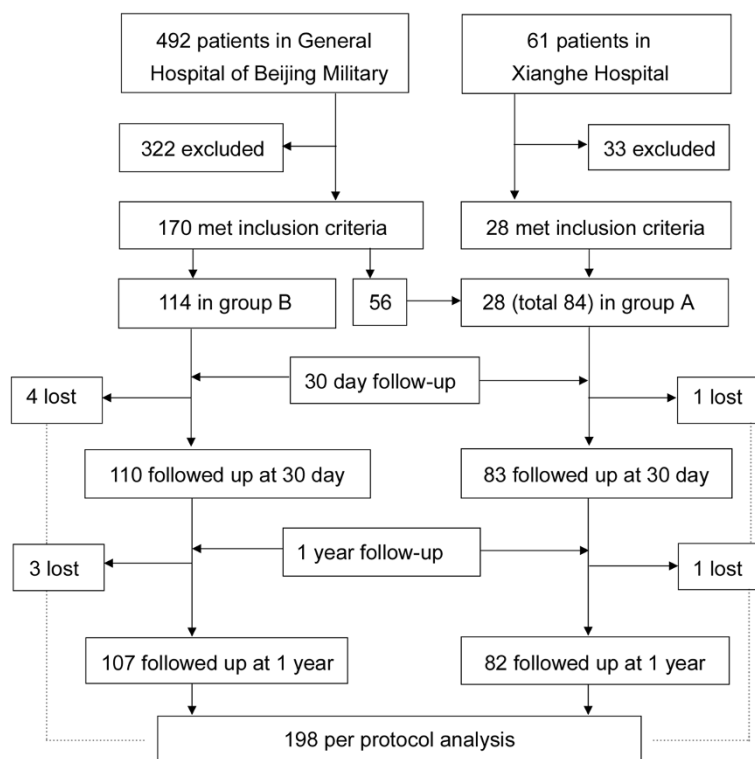 492 patients in General
Hospital of Beijing Military
61 patients in
Xianghe Hospital
322 excluded
33 excluded
170 met inclusion criteria
28 met inclusion criteria
114 in group B
56
28 (total 84) in group A
30 day follow-up
4 lost
1 lost
110 followed up at 30 day
83 followed up at 30 day
1 year follow-up
3 lost
1 lost
107 followed up at 1 year
82 followed up at 1 year
198 per protocol analysis